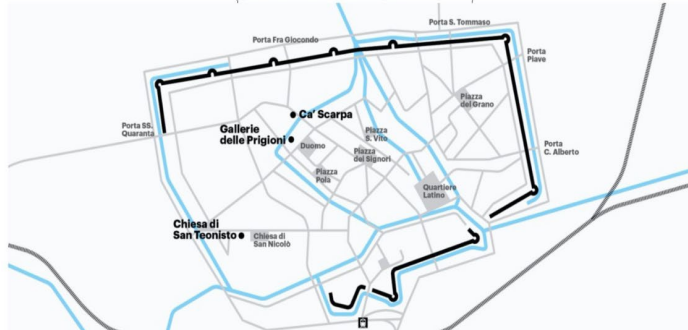 Porta S. Tommaso
Porta Fra Giocondo
Porta
Piave
Piazza
del Grano
Ca' Scarpa
Porta SS.
Quaranta
Gallerie
delle Prigioni
Piazza
S. Vito
Duomo
Piazza
dei Signori
Porta
C. Alberto
Piazza
Pola
Quartiere
Latino
Chiesa di
San Teonisto
Chiesa di
San Nicolò